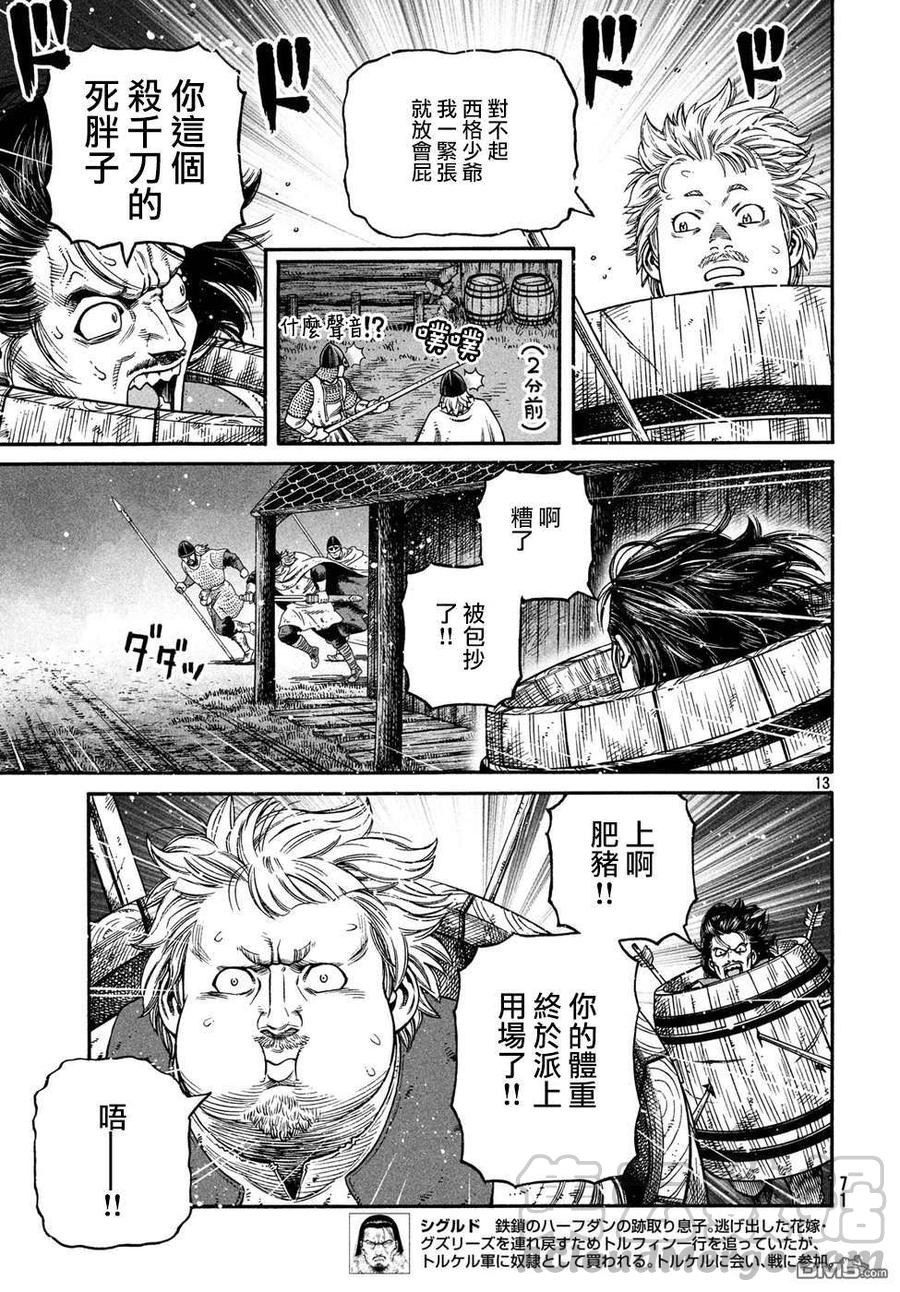 ドドドド
對不起
西格少爺
我一緊張
就放會屁
你這個
殺千刀的
死胖子
(2分前)
噗噗
什麼聲音!?
啊
糟了
被包抄
了!!
ダダダッ
13
上啊
肥豬!!
你的體重
終於派上
用場了!!
唔——!!
71
シグルド 鉄鎖のハーフダンの跡取り息子。逃げ出した花嫁・
グズリーズを連れ戻すためトルフィン一行を追っていたが、
トルケル軍に奴隷として買われる。トルケルに会い、戦に参加。